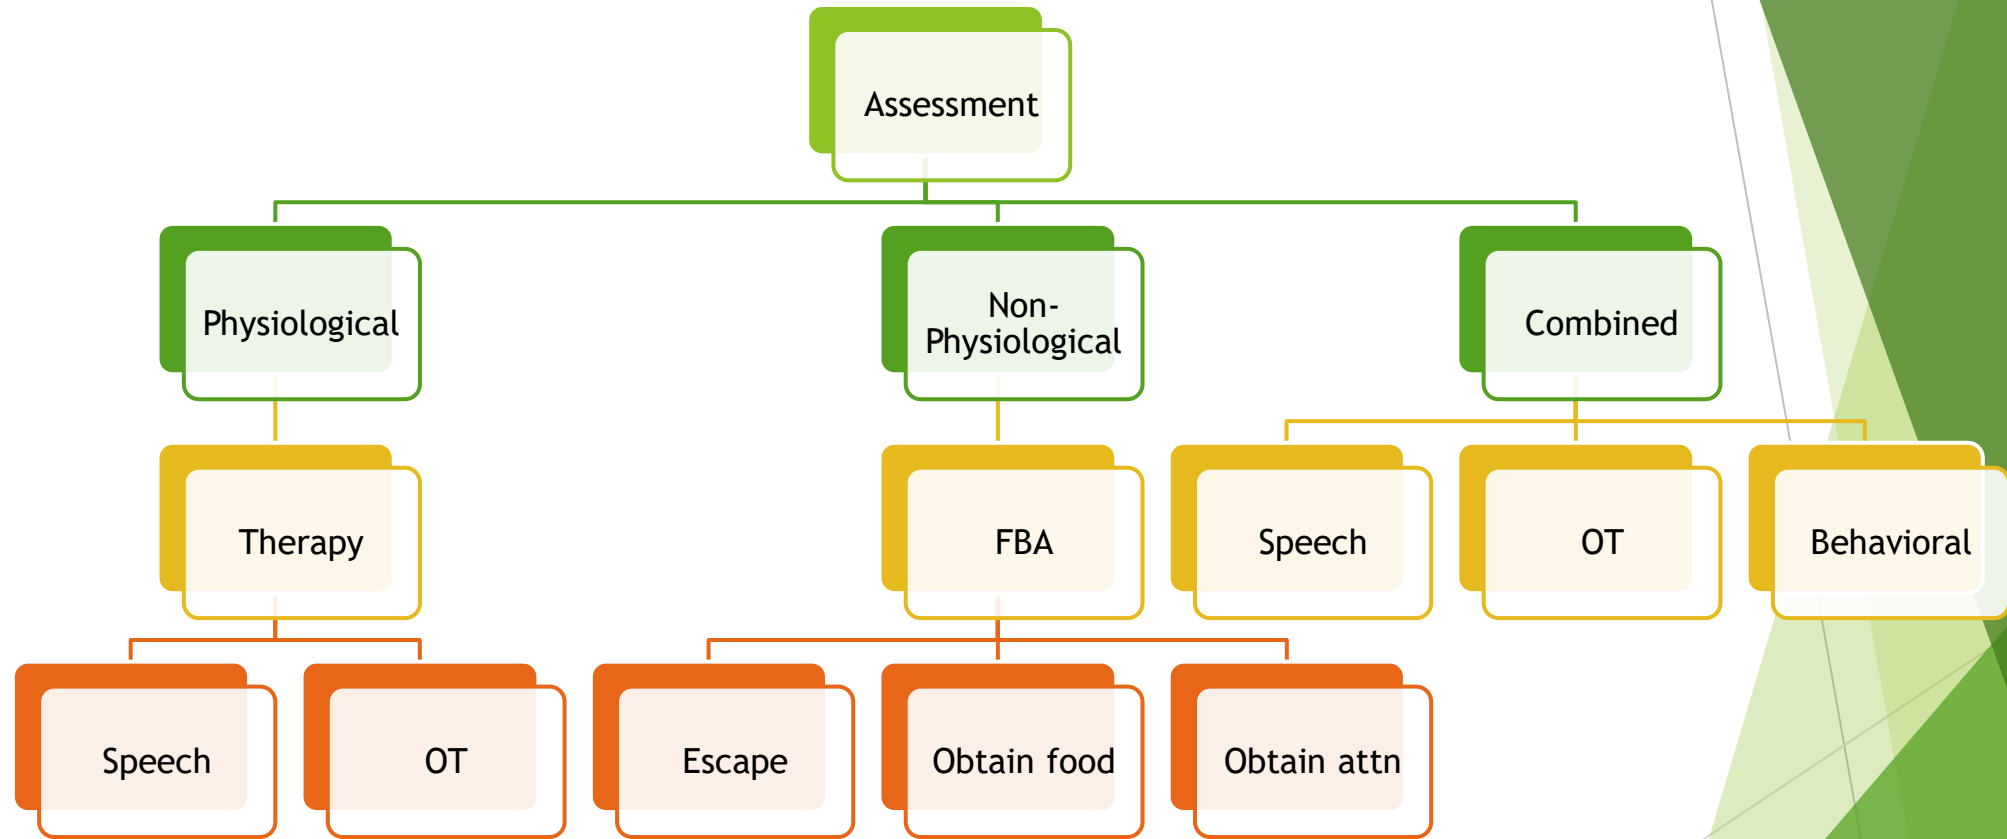 Assessment
Physiological
Non-
Physiological
Combined
Therapy
FBA
Speech
OT
Behavioral
Speech
OT
Escape
Obtain food
Obtain attn